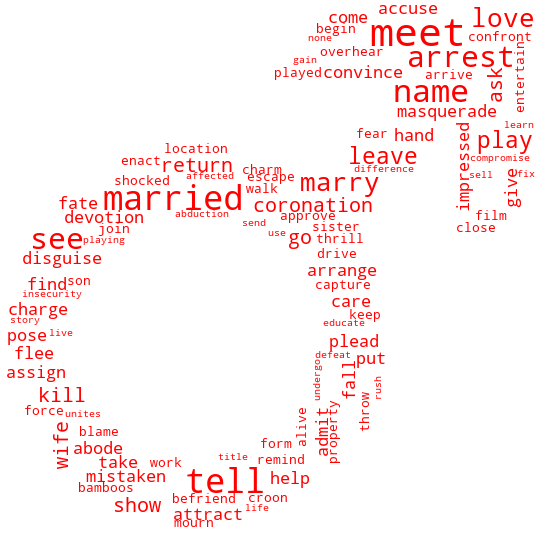 accuse
come
love
begin
meet
none
confront
overhear
arrest
gain
played
convince
arrive
ask
entertain
name
masquerade
learn
fear
hand
play
location
enact
return
leave
difference
compromise
impressed
sell
fix
give
charm
shocked
affected
escape
marry
walk
married
fate
devotion
abduction
coronation
approve
film
close
join
send
sister
see
playing
use
go
thrill
disguise
drive
arrange
find
son
capture
insecurity
care
charge
keep
story
educate
pose
live
plead
flee
defeat
put
assign
undergo
fall
rush
kill
force
unites
throw
alive
admit
property
wife
blame
abode
form
take
work
title
remind
mistaken
tell
help
bamboos
befriend
croon
show
life
attract
mourn